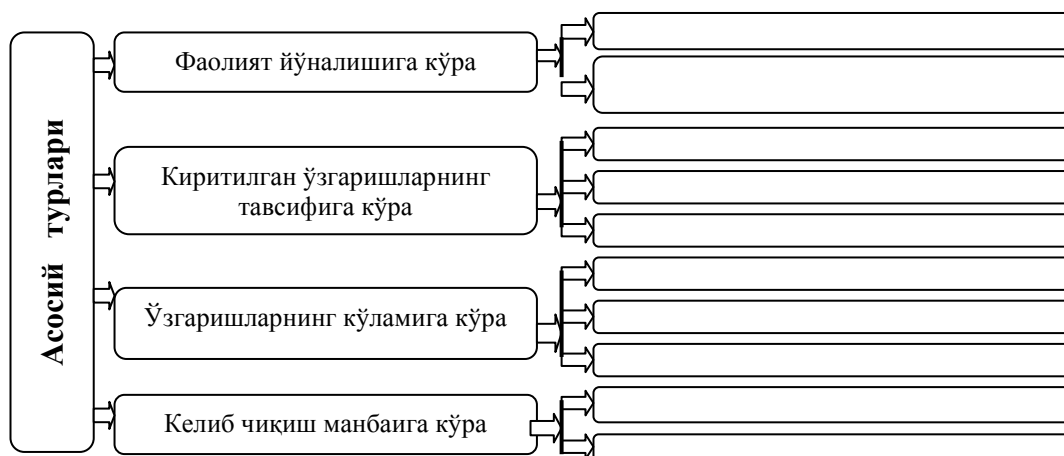 Асосий турлари
Фаолият йўналишига кўра
Киритилган ўзгаришларнинг
тавсифига кўра
Ўзгаришларнинг кўламига кўра
Келиб чиқиш манбаига кўра